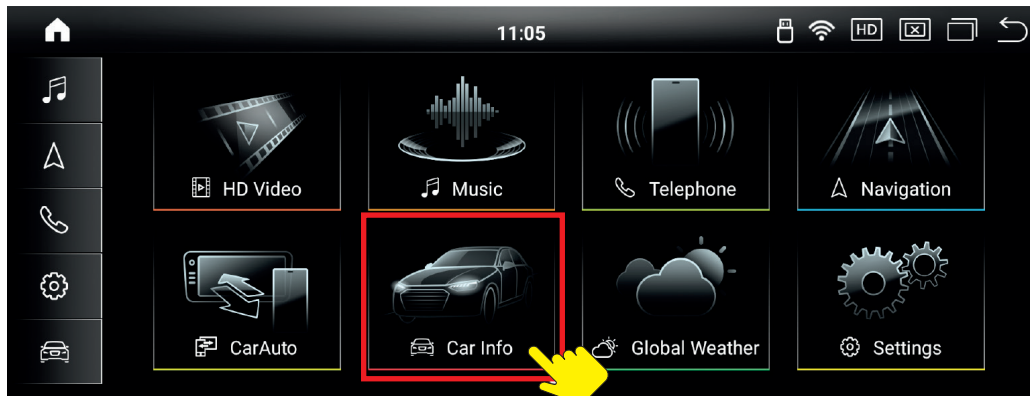 11:05
HD
HD Video
Music
Telephone
Navigation
CarAuto
Car Info
Global Weather
Settings